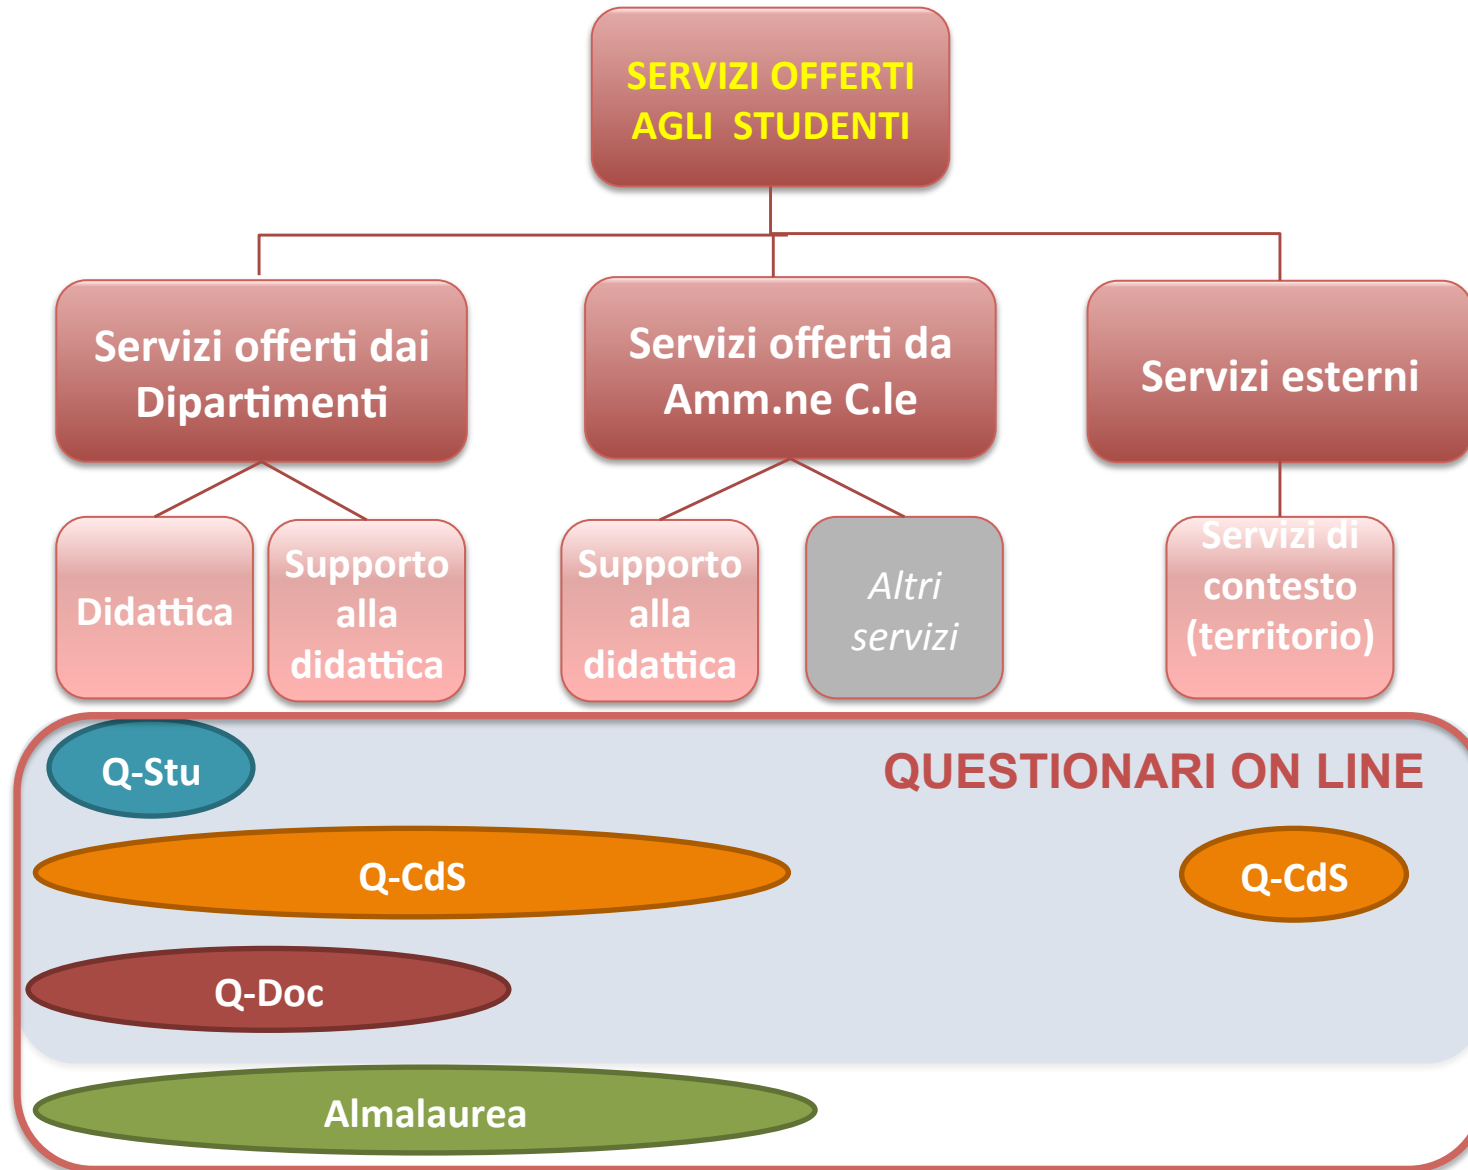 SERVIZI OFFERTI
AGLI STUDENTI
Servizi offerti dai
Dipartimenti
Servizi offerti da
Amm.ne C.le
Servizi esterni
Didattica
Supporto
alla
didattica
Supporto
alla
didattica
Altri
servizi
Servizi di
contesto
(territorio)
Q-Stu
QUESTIONARI ON LINE
Q-CdS
Q-CdS
Q-Doc
Almalaurea